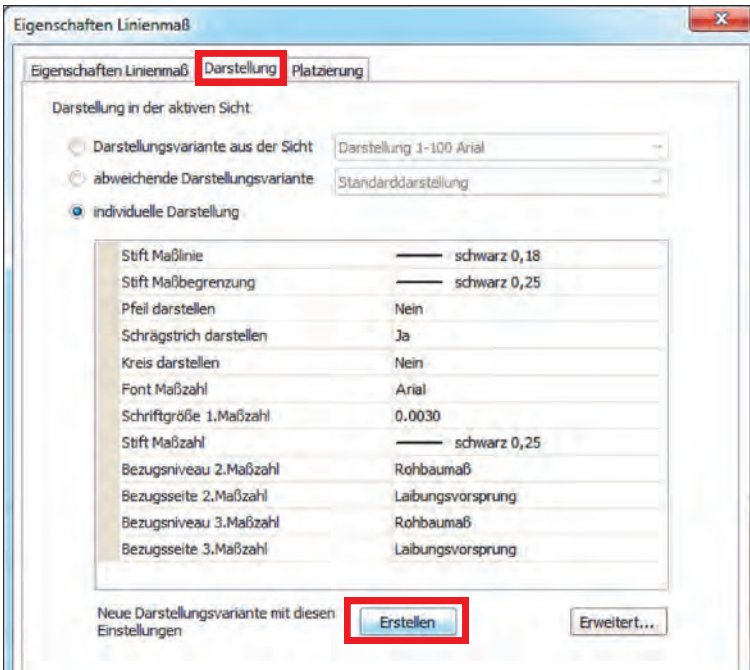 Eigenschaften Linienmaß
x
Eigenschaften Linienmaß Darstellung Platzierung
Darstellung in der aktiven Sicht
Darstellungsvariante aus der Sicht Darstellung 1-100 Arial
abweichende Darstellungsvariante Standarddarstellung
individuelle Darstellung
Stift Maßlinie schwarz 0,18
Stift Maßbegrenzung schwarz 0,25
Pfeil darstellen Nein
Schrägstrich darstellen Ja
Kreis darstellen Nein
Font Maßzahl Arial
Schriftgröße 1.Maßzahl 0.0030
Stift Maßzahl schwarz 0,25
Bezugsniveau 2.Maßzahl Rohbaumaß
Bezugsseite 2.Maßzahl Laibungsvorsprung
Bezugsniveau 3.Maßzahl Rohbaumaß
Bezugsseite 3.Maßzahl Laibungsvorsprung
Neue Darstellungsvariante mit diesen
Einstellungen
Erstellen Erweitert...